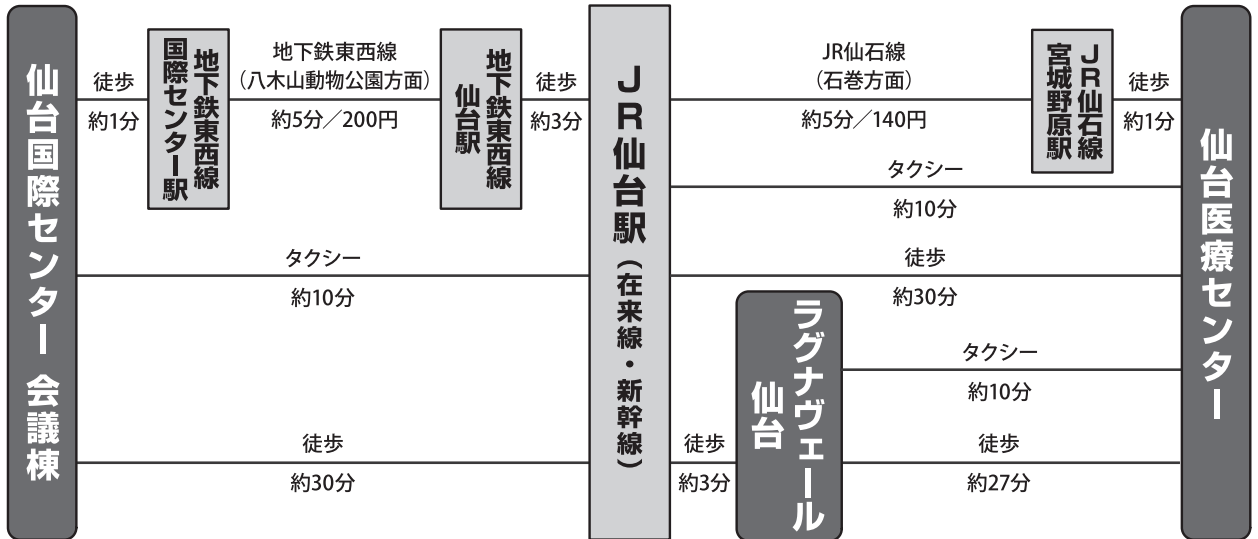 仙台国際センター 会議棟
徒歩
約1分
地下鉄東西線
国際センター駅
地下鉄東西線
（八木山動物公園方面）
約5分／200円
地下鉄東西線
仙台駅
徒歩
約3分
タクシー
約10分
徒歩
約30分
JR仙台駅（在来線・新幹線）
JR仙石線
（石巻方面）
約5分／140円
JR仙石線
宮城野原駅
徒歩
約1分
タクシー
約10分
徒歩
約30分
徒歩
約3分
ラグナヴェール
仙台
タクシー
約10分
徒歩
約27分
仙台医療センター